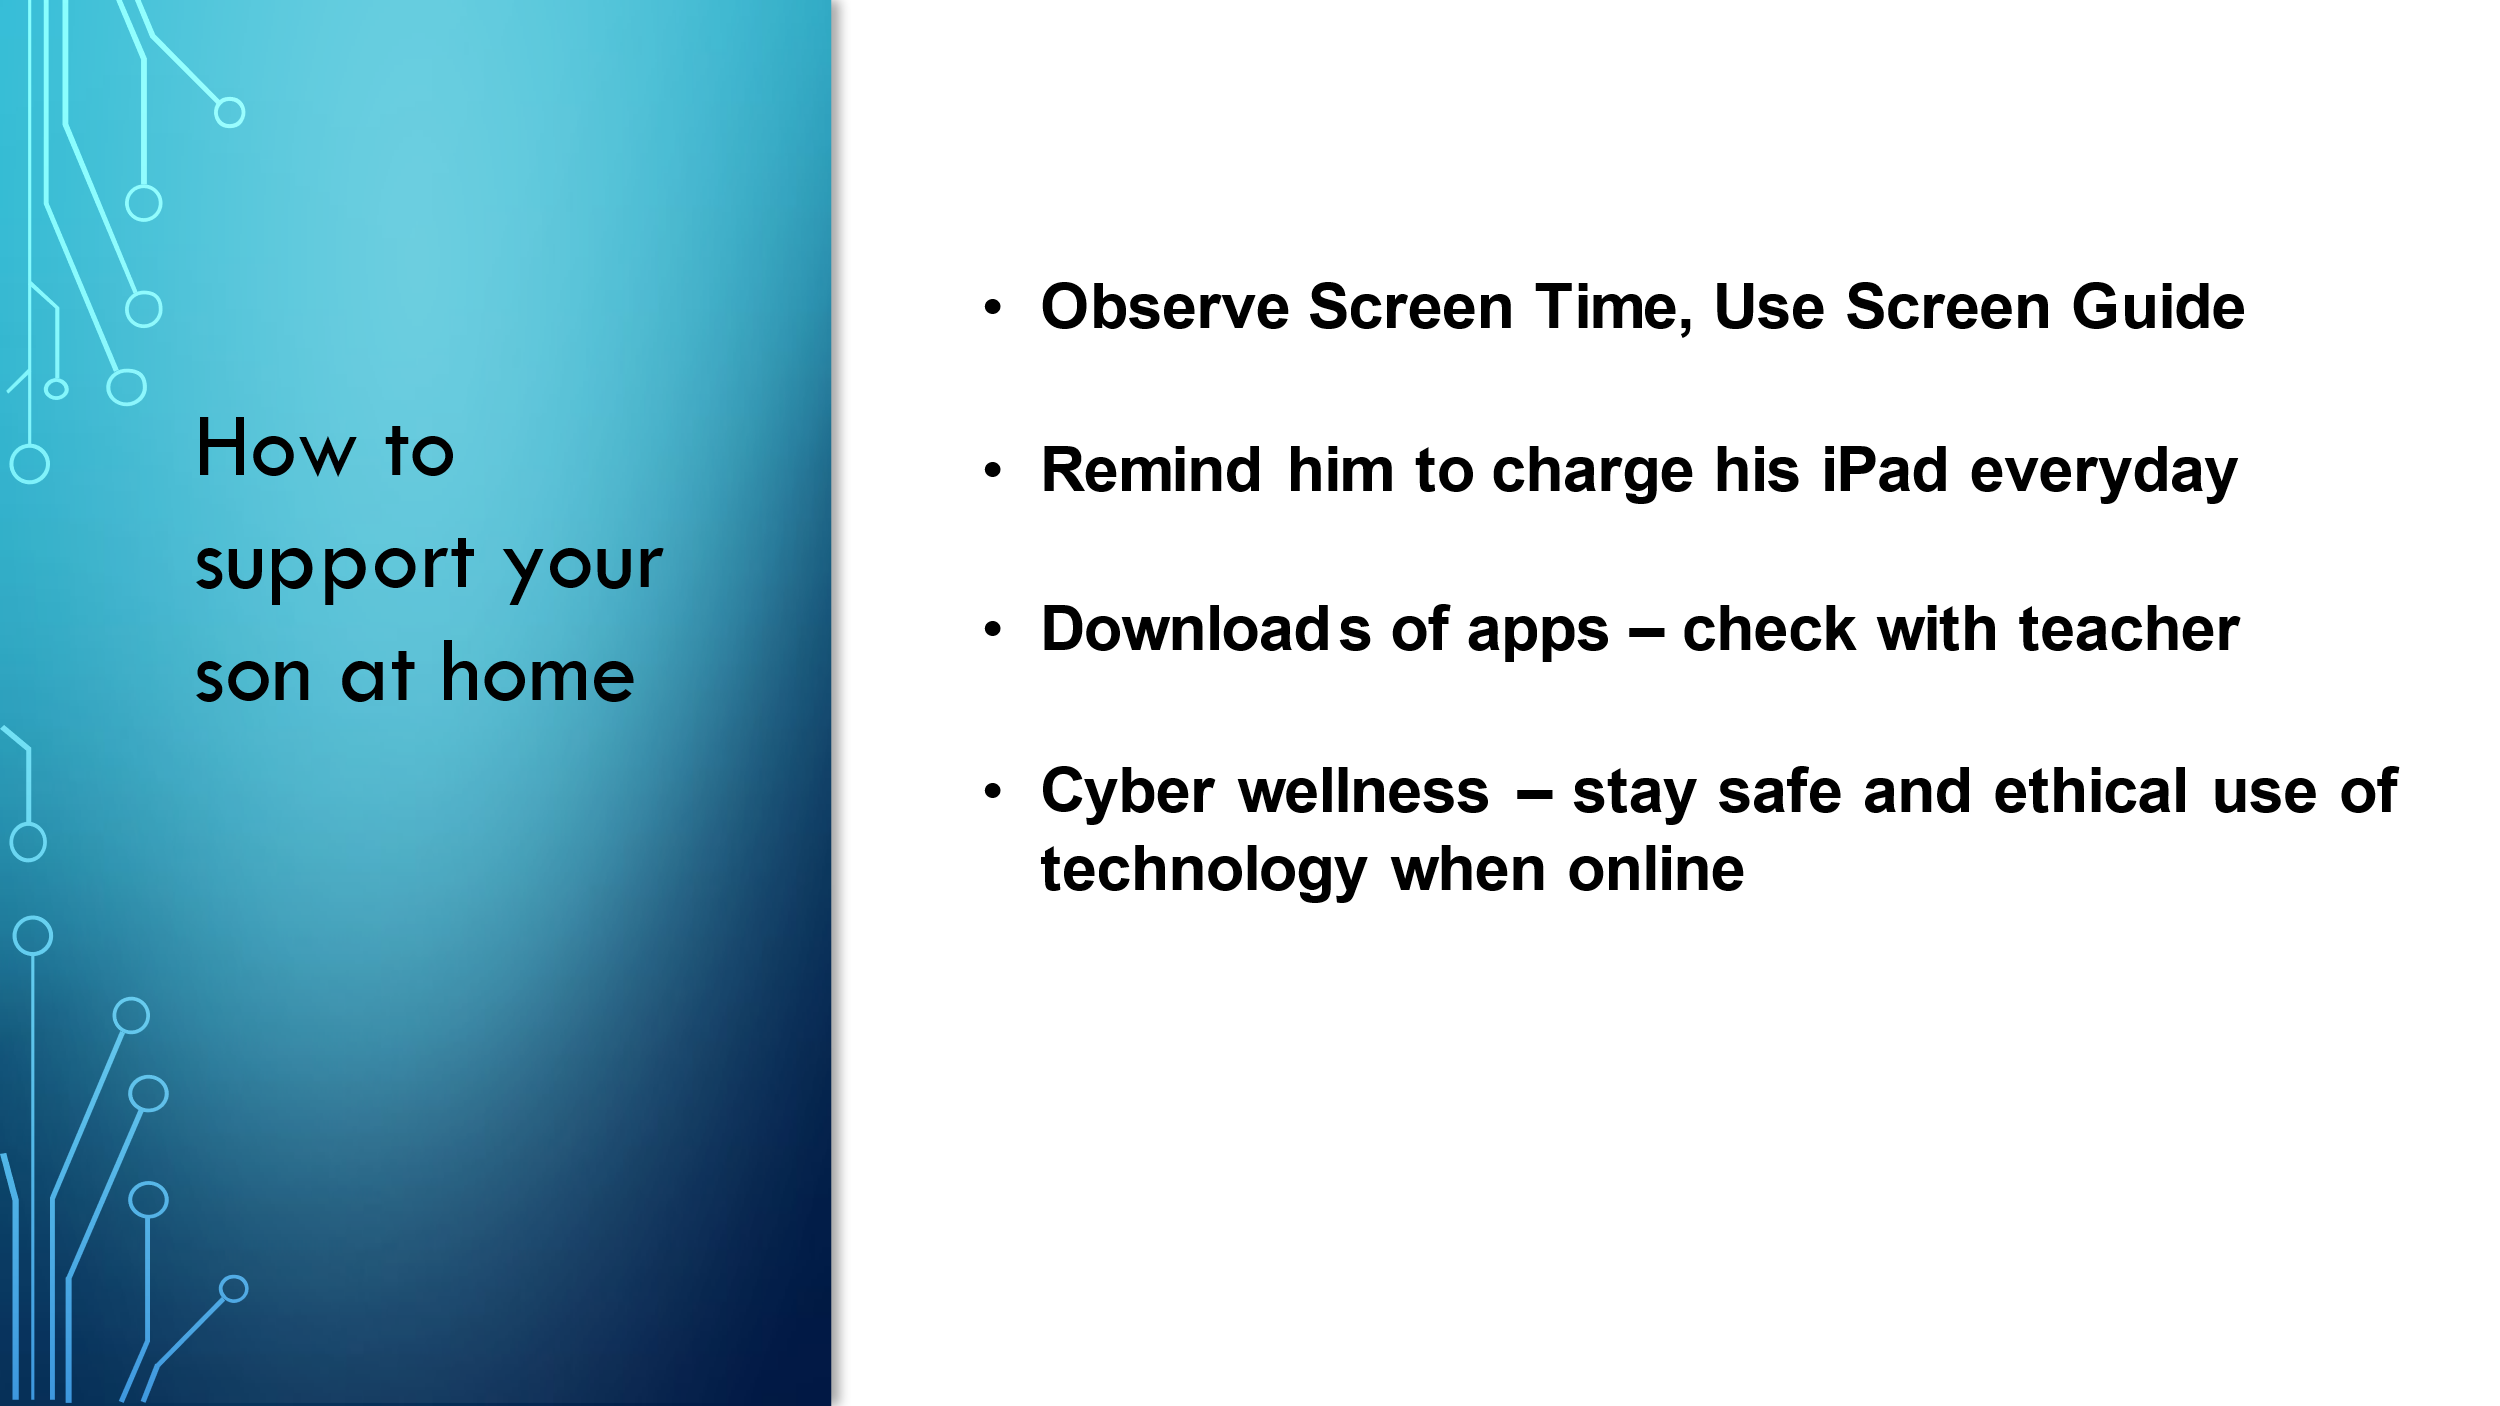 How to
support your
son at home
• Observe Screen Time, Use Screen Guide
• Remind him to charge his iPad everyday
• Downloads of apps – check with teacher
• Cyber wellness – stay safe and ethical use of
technology when online